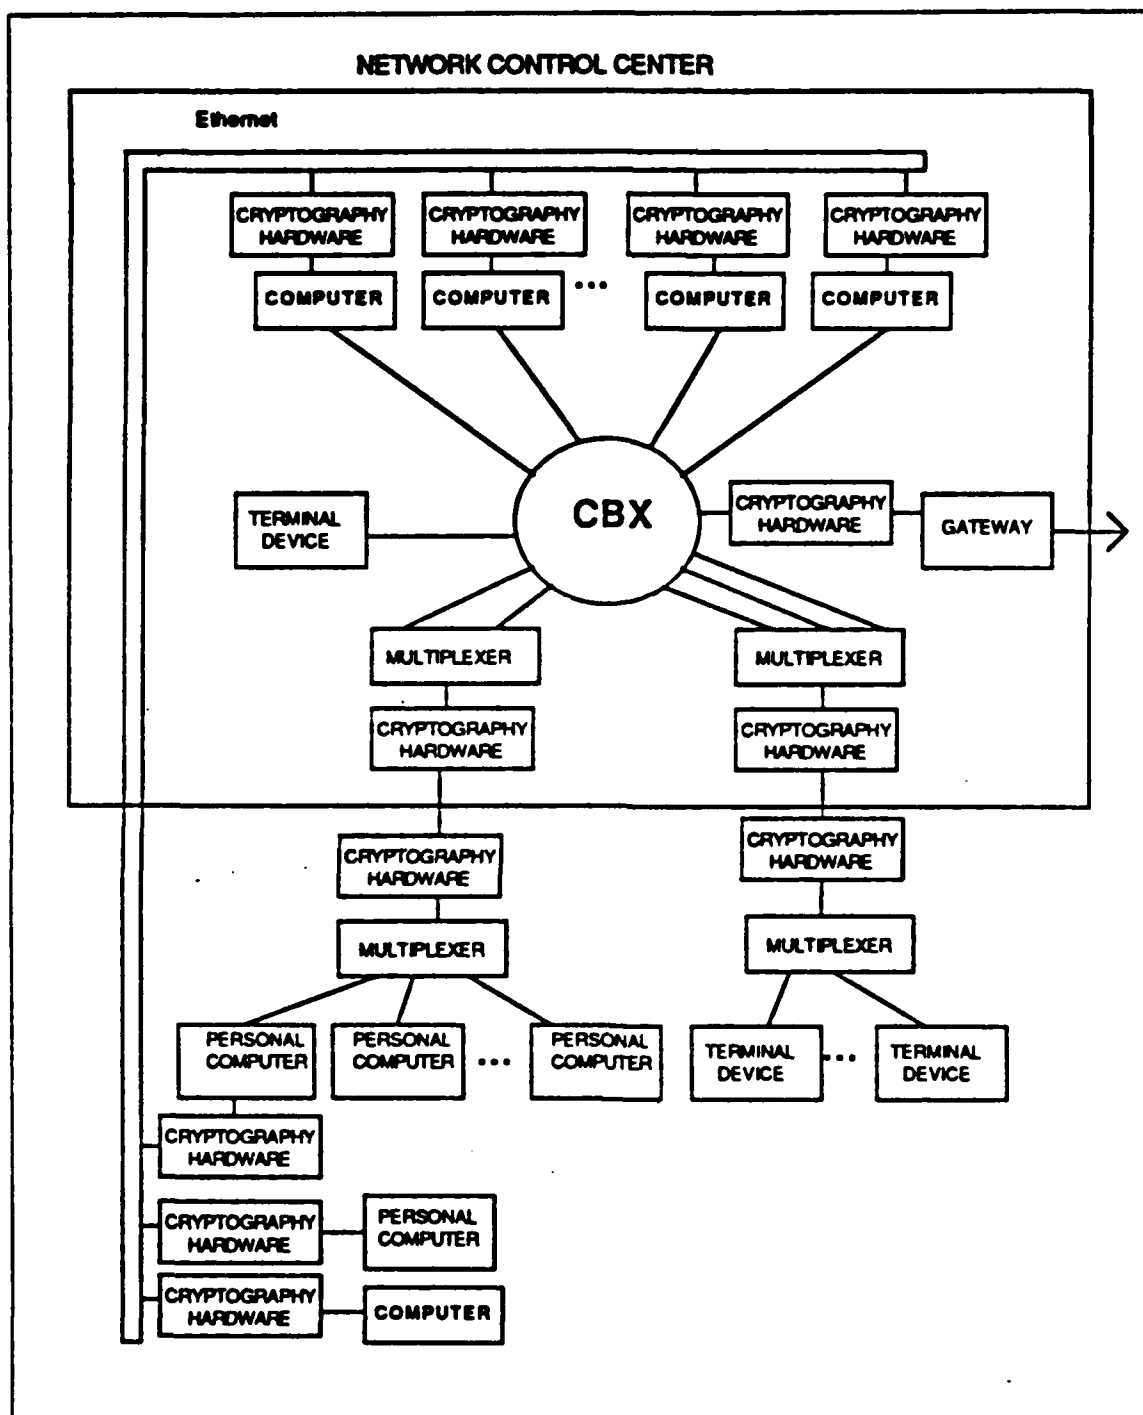 NETWORK CONTROL CENTER
Ethernet
CRYPTOGRAPHY
HARDWARE
CRYPTOGRAPHY
HARDWARE
CRYPTOGRAPHY
HARDWARE
CRYPTOGRAPHY
HARDWARE
COMPUTER
COMPUTER
...
COMPUTER
COMPUTER
TERMINAL
DEVICE
CBX
CRYPTOGRAPHY
HARDWARE
GATEWAY
MULTIPLEXER
MULTIPLEXER
CRYPTOGRAPHY
HARDWARE
CRYPTOGRAPHY
HARDWARE
CRYPTOGRAPHY
HARDWARE
CRYPTOGRAPHY
HARDWARE
MULTIPLEXER
MULTIPLEXER
PERSONAL
COMPUTER
PERSONAL
COMPUTER
...
PERSONAL
COMPUTER
TERMINAL
DEVICE
...
TERMINAL
DEVICE
CRYPTOGRAPHY
HARDWARE
CRYPTOGRAPHY
HARDWARE
PERSONAL
COMPUTER
CRYPTOGRAPHY
HARDWARE
COMPUTER